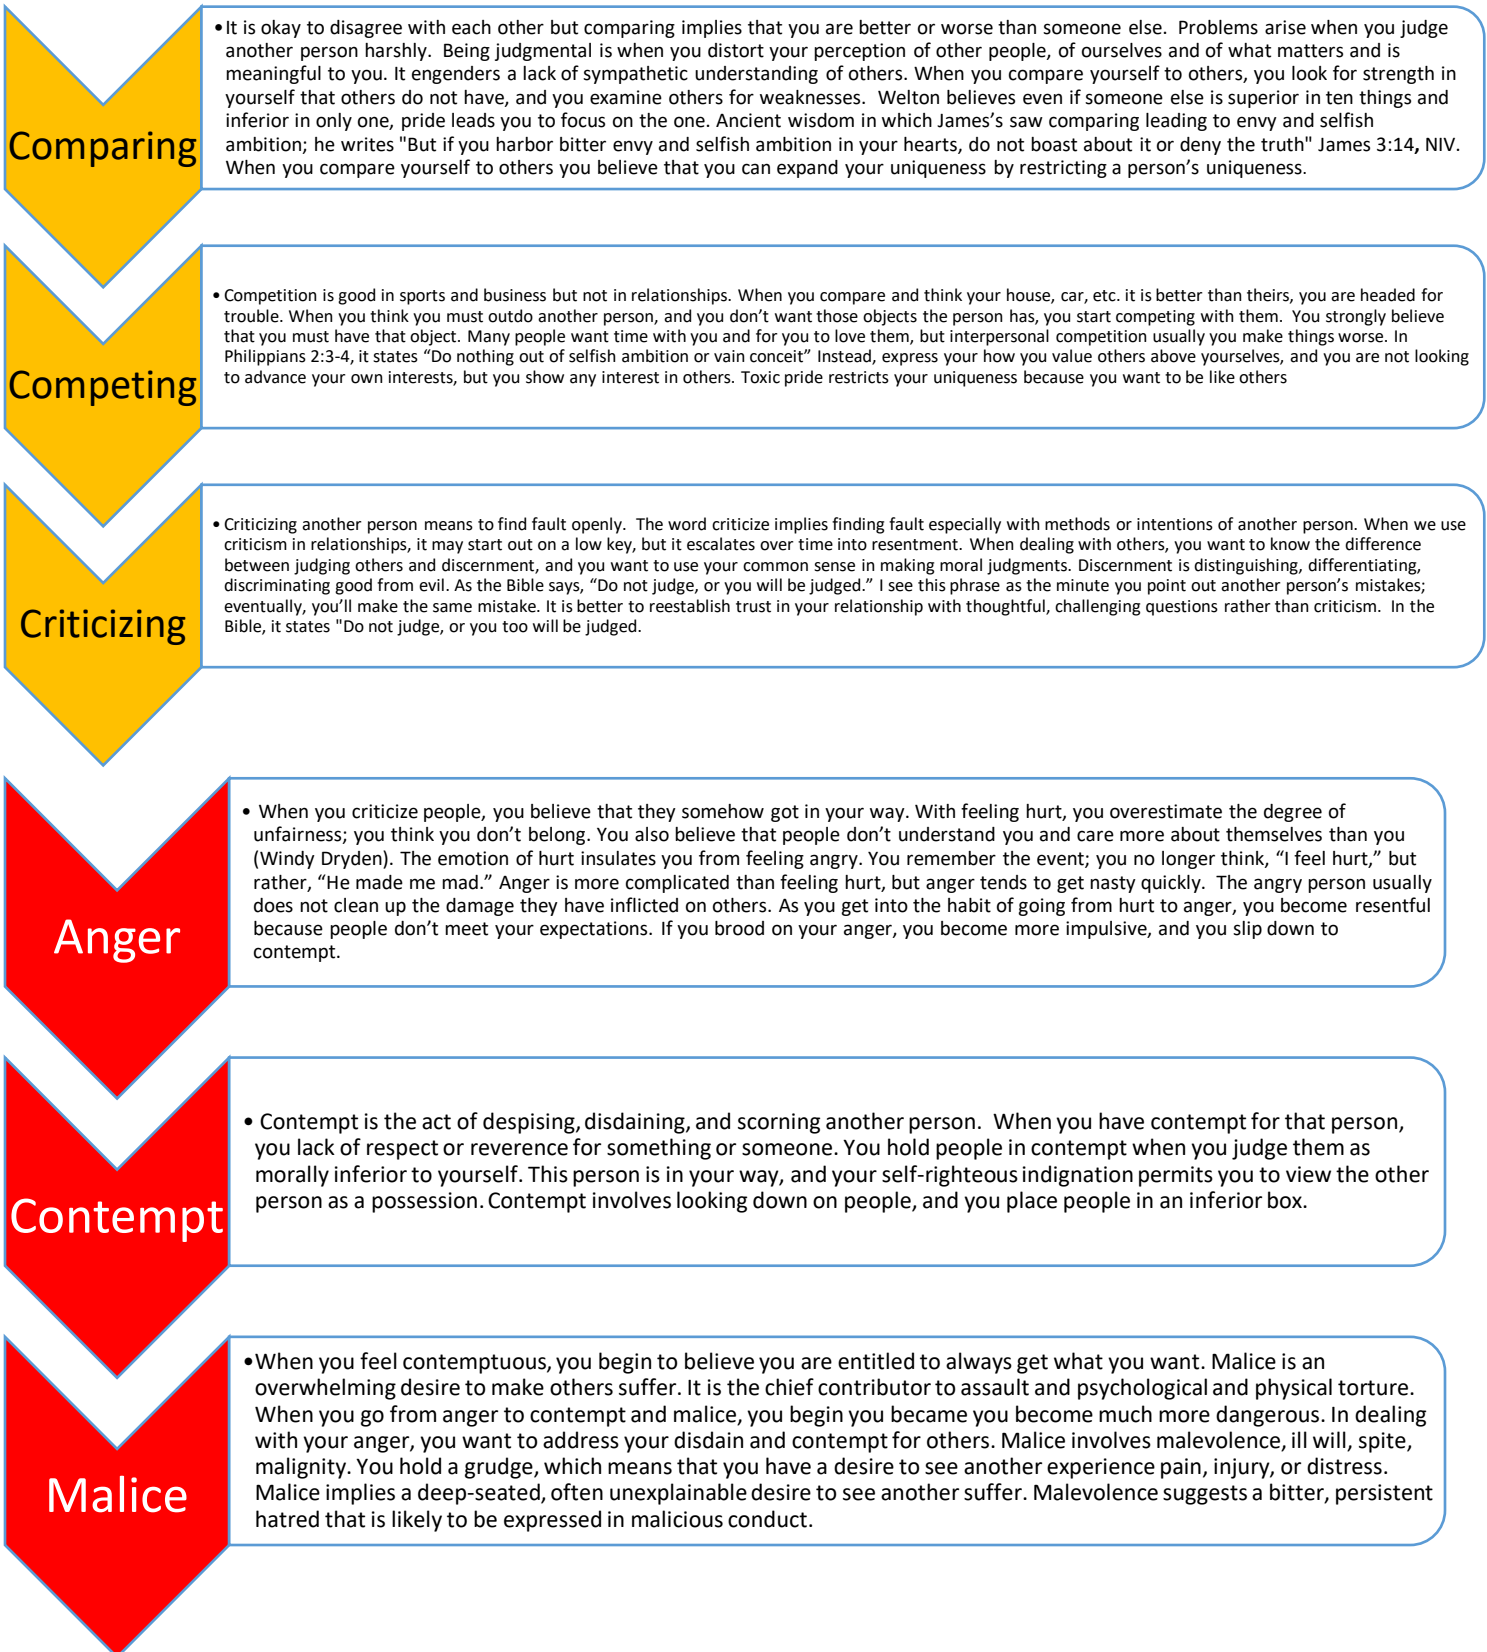 Comparing
•It is okay to disagree with each other but comparing implies that you are better or worse than someone else.  Problems arise when you judge
another person harshly.  Being judgmental is when you distort your perception of other people, of ourselves and of what matters and is
meaningful to you. It engenders a lack of sympathetic understanding of others. When you compare yourself to others, you look for strength in
yourself that others do not have, and you examine others for weaknesses.  Welton believes even if someone else is superior in ten things and
inferior in only one, pride leads you to focus on the one. Ancient wisdom in which James’s saw comparing leading to envy and selfish
ambition; he writes "But if you harbor bitter envy and selfish ambition in your hearts, do not boast about it or deny the truth" James 3:14, NIV.
When you compare yourself to others you believe that you can expand your uniqueness by restricting a person’s uniqueness.
Competing
• Competition is good in sports and business but not in relationships. When you compare and think your house, car, etc. it is better than theirs, you are headed for
trouble. When you think you must outdo another person, and you don’t want those objects the person has, you start competing with them.  You strongly believe
that you must have that object. Many people want time with you and for you to love them, but interpersonal competition usually you make things worse. In
Philippians 2:3-4, it states “Do nothing out of selfish ambition or vain conceit” Instead, express your how you value others above yourselves, and you are not looking
to advance your own interests, but you show any interest in others. Toxic pride restricts your uniqueness because you want to be like others
Criticizing
• Criticizing another person means to find fault openly.  The word criticize implies finding fault especially with methods or intentions of another person. When we use
criticism in relationships, it may start out on a low key, but it escalates over time into resentment. When dealing with others, you want to know the difference
between judging others and discernment, and you want to use your common sense in making moral judgments. Discernment is distinguishing, differentiating,
discriminating good from evil. As the Bible says, “Do not judge, or you will be judged.” I see this phrase as the minute you point out another person’s mistakes;
eventually, you’ll make the same mistake. It is better to reestablish trust in your relationship with thoughtful, challenging questions rather than criticism.  In the
Bible, it states "Do not judge, or you too will be judged.
Anger
• When you criticize people, you believe that they somehow got in your way. With feeling hurt, you overestimate the degree of
unfairness; you think you don’t belong. You also believe that people don’t understand you and care more about themselves than you
(Windy Dryden). The emotion of hurt insulates you from feeling angry. You remember the event; you no longer think, “I feel hurt,” but
rather, “He made me mad.” Anger is more complicated than feeling hurt, but anger tends to get nasty quickly.  The angry person usually
does not clean up the damage they have inflicted on others. As you get into the habit of going from hurt to anger, you become resentful
because people don’t meet your expectations. If you brood on your anger, you become more impulsive, and you slip down to
contempt.
Contempt
• Contempt is the act of despising, disdaining, and scorning another person.  When you have contempt for that person,
you lack of respect or reverence for something or someone. You hold people in contempt when you judge them as
morally inferior to yourself. This person is in your way, and your self-righteous indignation permits you to view the other
person as a possession. Contempt involves looking down on people, and you place people in an inferior box.
Malice
•When you feel contemptuous, you begin to believe you are entitled to always get what you want. Malice is an
overwhelming desire to make others suffer. It is the chief contributor to assault and psychological and physical torture.
When you go from anger to contempt and malice, you begin you became you become much more dangerous. In dealing
with your anger, you want to address your disdain and contempt for others. Malice involves malevolence, ill will, spite,
malignity. You hold a grudge, which means that you have a desire to see another experience pain, injury, or distress.
Malice implies a deep-seated, often unexplainable desire to see another suffer. Malevolence suggests a bitter, persistent
hatred that is likely to be expressed in malicious conduct.